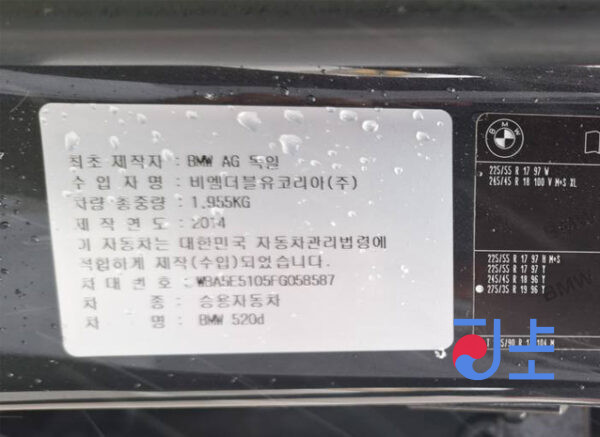 최초 제작자 : BMW AG 독일
수 입 자 명 : 비엠더블유코리아(주)
차량 총중량 : 1,955KG
제 작 연 도 : 2014
이 자동차는 대한민국 자동차관리법령에
적합하게 제작(수입)되었습니다.
차 대 번 호 : WBA5E5105FG058587
차 종 : 승용자동차
차 명 : BMW 520d
BMW
225/55 R 17 97 W
245/45 R 18 100 V M+S XL
225/55 R 17 97 H M+S
225/55 R 17 97 Y
245/45 R 18 96 Y
275/35 R 19 96 Y
BMW